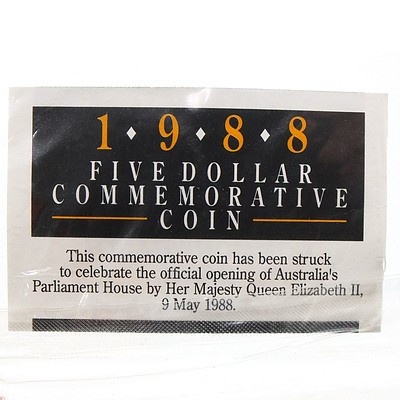 1♦9♦8♦8
FIVE DOLLAR
COMMEMORATIVE
COIN
This commemorative coin has been struck
to celebrate the official opening of Australia's
Parliament House by Her Majesty Queen Elizabeth II,
9 May 1988.